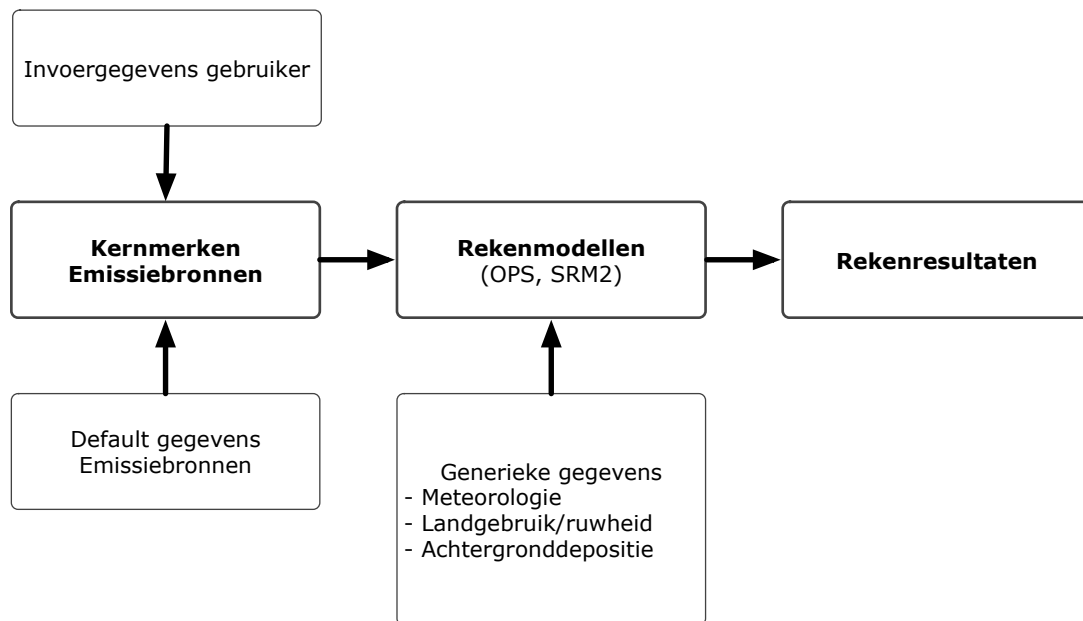 Invoergegevens gebruiker
Kernmerken
Emissiebronnen
Rekenmodellen
(OPS, SRM2)
Rekenresultaten
Default gegevens
Emissiebronnen
Generieke gegevens
- Meteorologie
- Landgebruik/ruwheid
- Achtergronddepositie